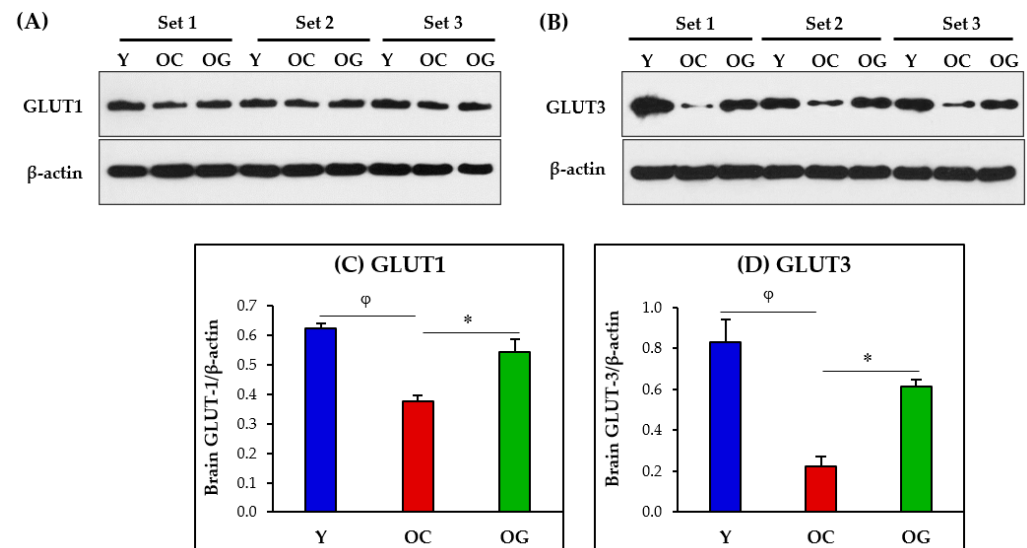 (A) Set 1 Set 2 Set 3
Y OC OG Y OC OG Y OC OG
GLUT1
β-actin
(B) Set 1 Set 2 Set 3
Y OC OG Y OC OG Y OC OG
GLUT3
β-actin
(C) GLUT1
Brain GLUT-1/β-actin
0.7
0.6
0.5
0.4
0.3
0.2
0.1
0.0
φ
*
Y OC OG
(D) GLUT3
Brain GLUT-3/β-actin
1.0
0.8
0.6
0.4
0.2
0.0
φ
*
Y OC OG